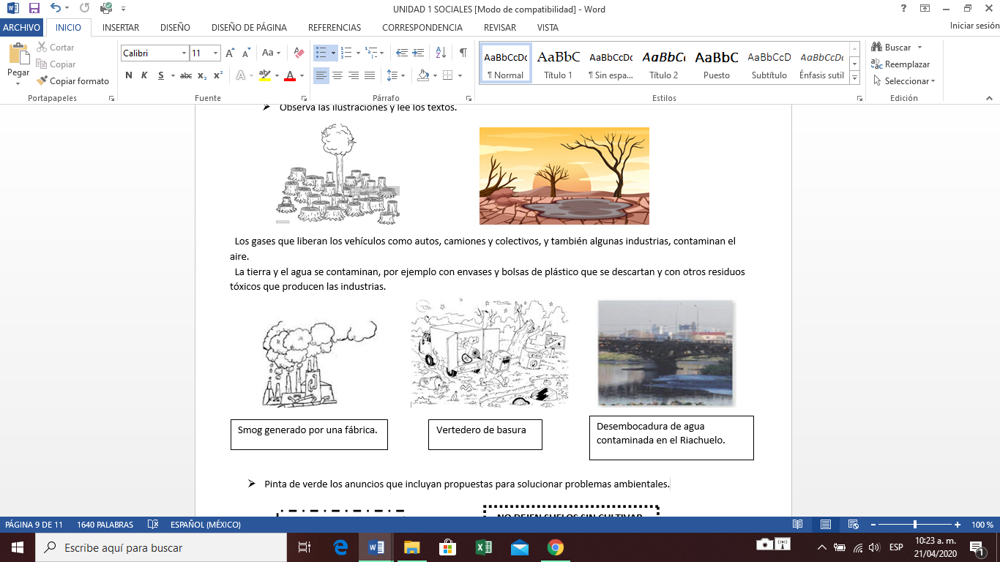 UNIDAD 1 SOCIALES [Modo de compatibilidad] - Word
ARCHIVO INICIO INSERTAR DISEÑO DISEÑO DE PÁGINA REFERENCIAS CORRESPONDENCIA REVISAR VISTA Iniciar sesión
Pegar
Cortar
Copiar
Copiar formato
Portapapeles
Calibri 11
N K S abc x₂ x²
Fuente
Párrafo
AaBbCcDc AaBbC AaBbCcDc AaBbCcI AaBbC AaBbCcD AaBbCcDc
¶ Normal Título 1 ¶ Sin espa... Título 2 Puesto Subtítulo Énfasis sutil
Estilos
Buscar
Reemplazar
Seleccionar
Edición
Observa las ilustraciones y lee los textos.
Los gases que liberan los vehículos como autos, camiones y colectivos, y también algunas industrias, contaminan el
aire.
La tierra y el agua se contaminan, por ejemplo con envases y bolsas de plástico que se descartan y con otros residuos
tóxicos que producen las industrias.
Smog generado por una fábrica.
Vertedero de basura
Desembocadura de agua
contaminada en el Riachuelo.
Pinta de verde los anuncios que incluyan propuestas para solucionar problemas ambientales.
NO DEJEN SUELOS SIN CULTIVAR
PÁGINA 9 DE 11 1640 PALABRAS ESPAÑOL (MÉXICO) 100 %
Escribe aquí para buscar
ESP
10:23 a. m.
21/04/2020
1